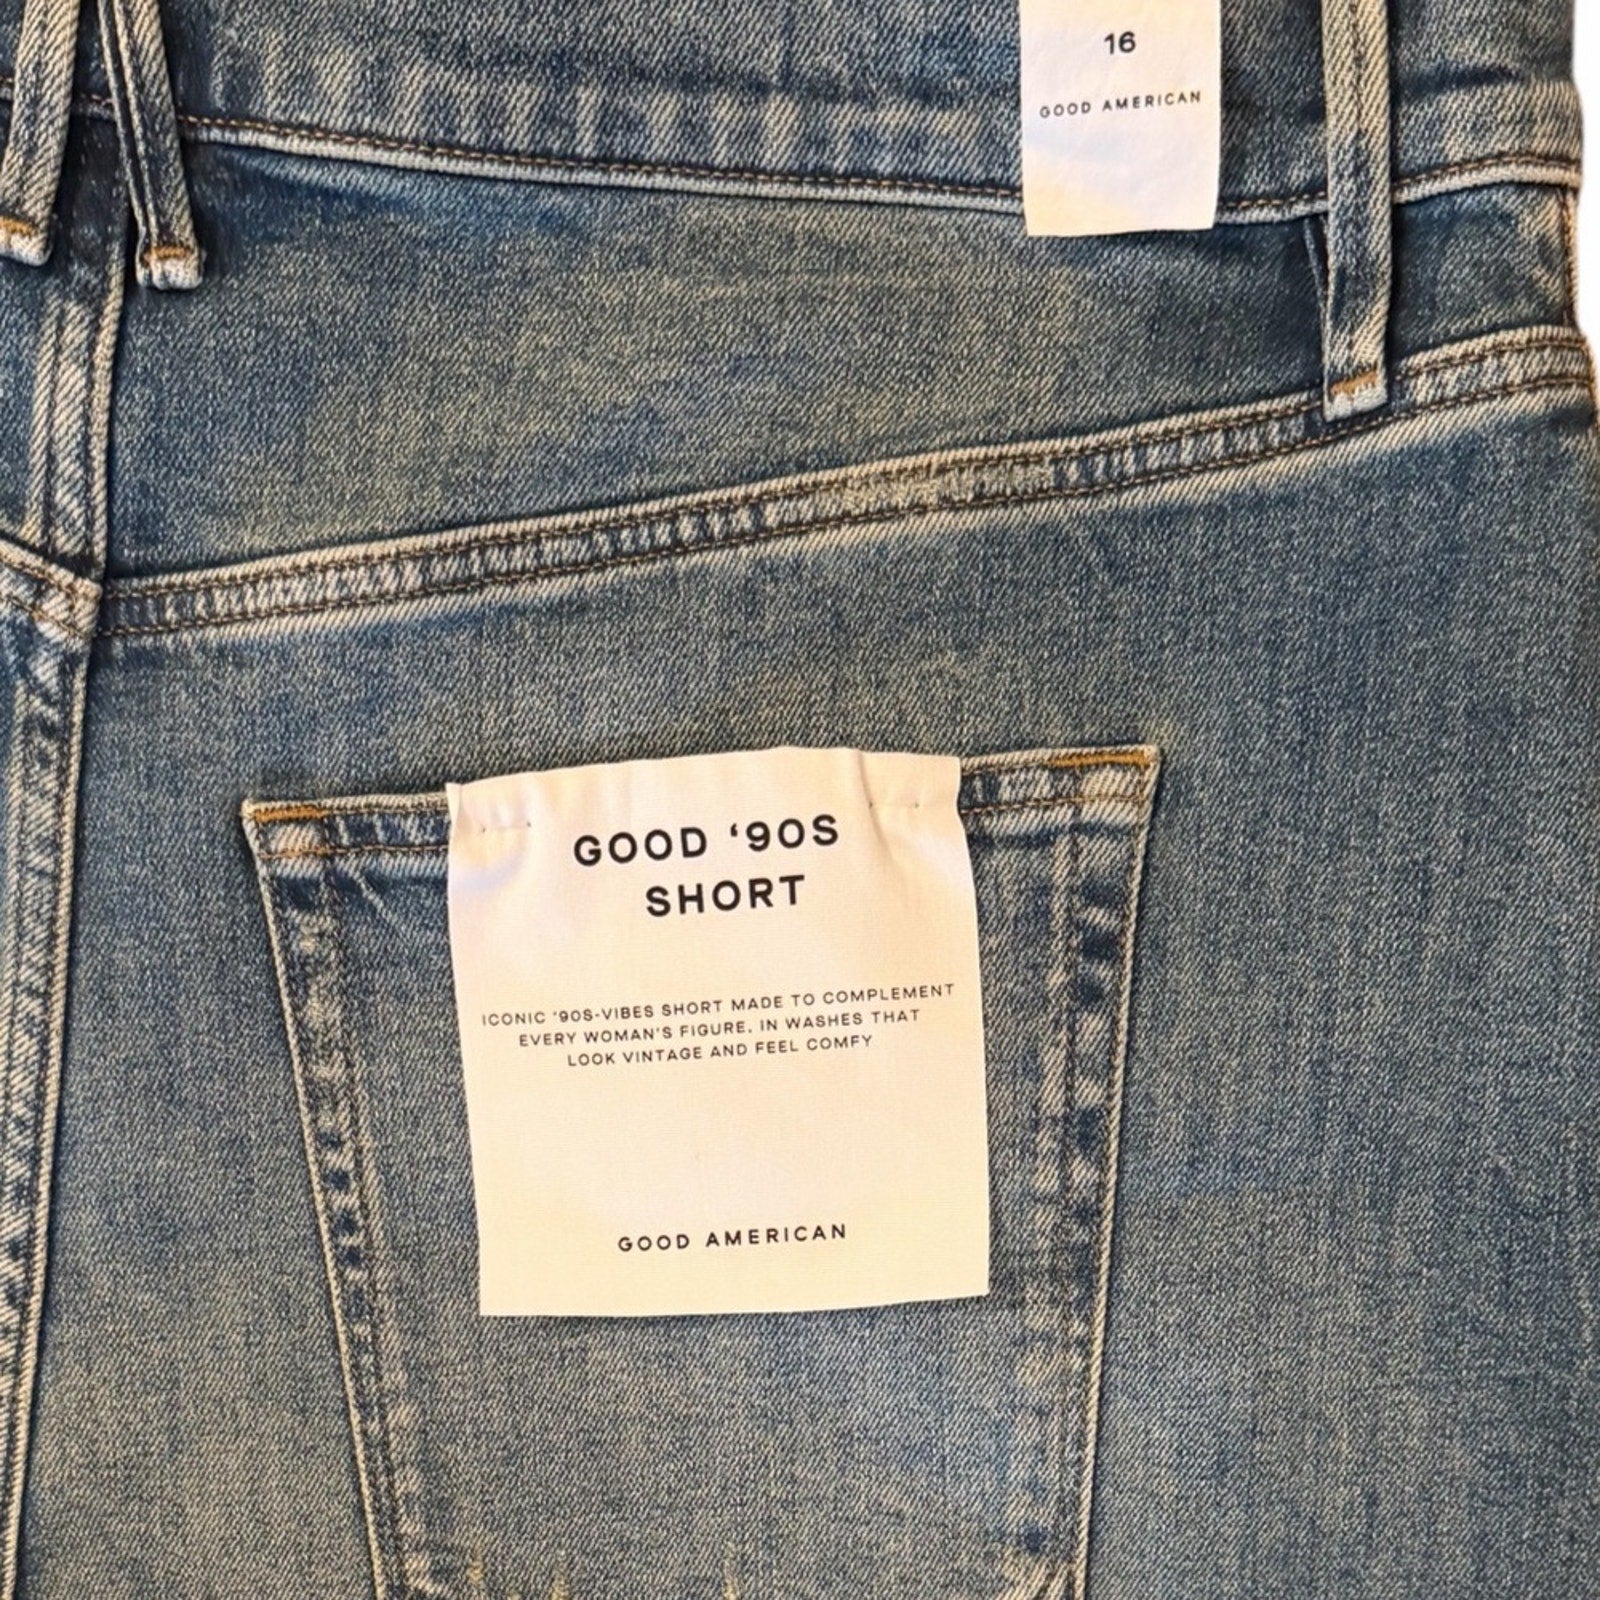 16
GOOD AMERICAN
GOOD ‘90S
SHORT
ICONIC ‘90S-VIBES SHORT MADE TO COMPLEMENT
EVERY WOMAN'S FIGURE. IN WASHES THAT
LOOK VINTAGE AND FEEL COMFY
GOOD AMERICAN